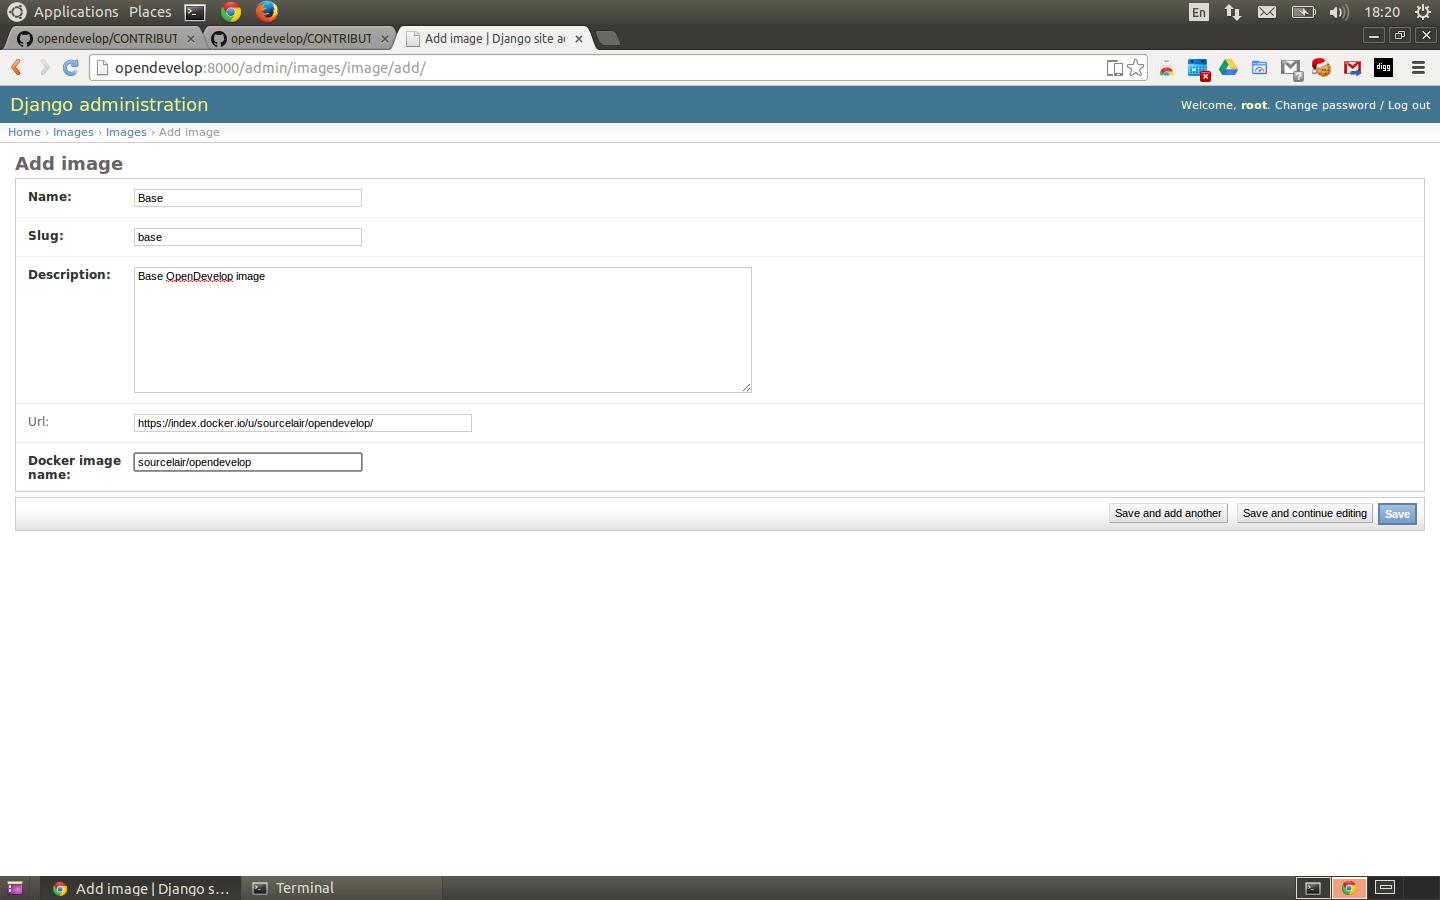 Applications Places En 18:20
opendevelop/CONTRIBUT opendevelop/CONTRIBUT Add image | Django site ad
opendevelop:8000/admin/images/image/add/ digg
Django administration Welcome, root. Change password / Log out
Home › Images › Images › Add image
Add image
Name: Base
Slug: base
Description: Base OpenDevelop image
Url: https://index.docker.io/u/sourcelair/opendevelop/
Docker image name: sourcelair/opendevelop
Save and add another Save and continue editing Save
Add image | Django s... Terminal